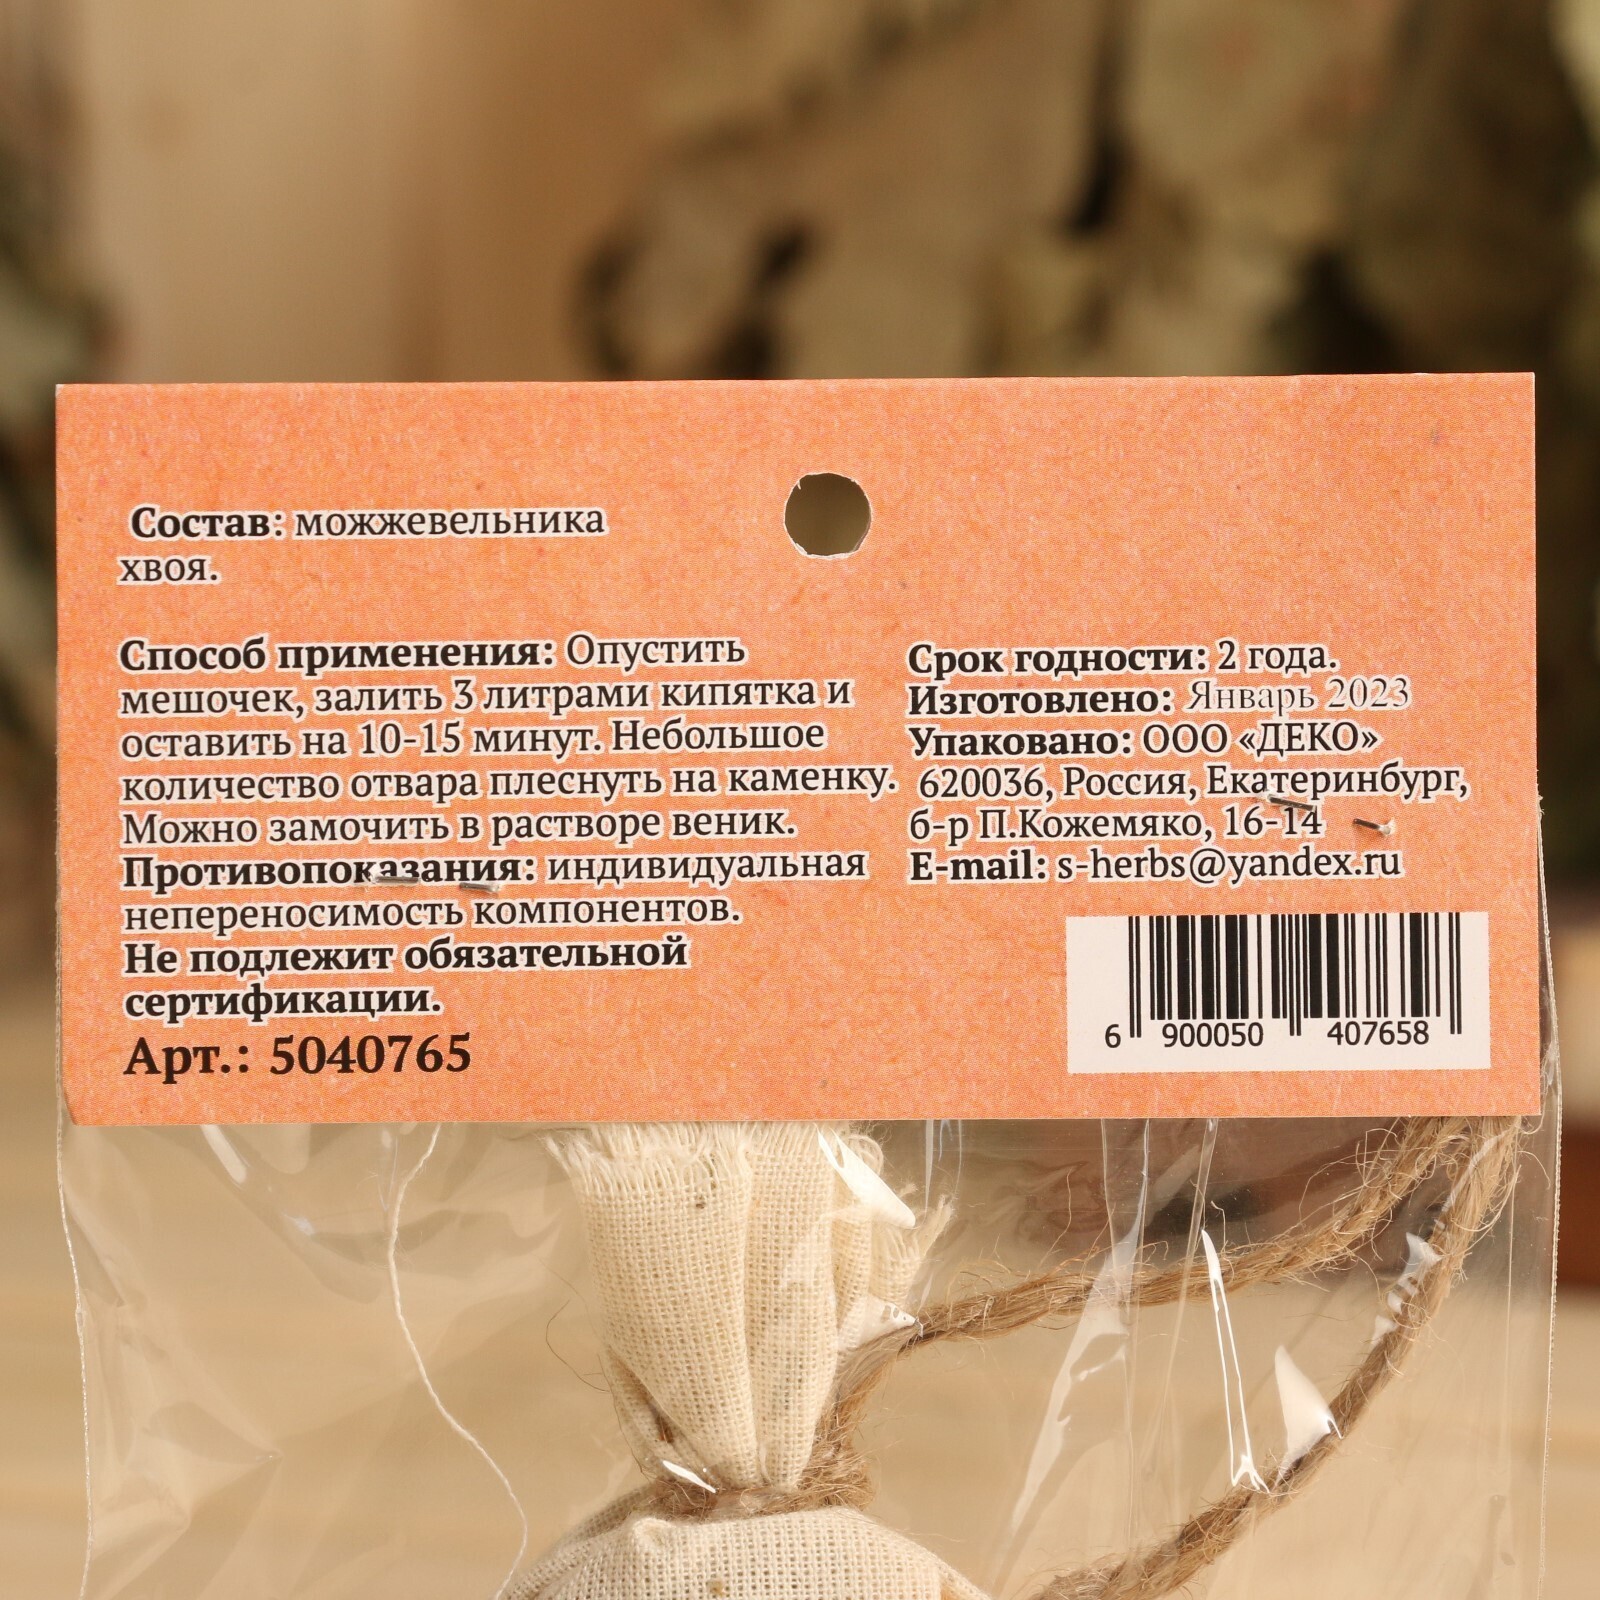 Состав: можжевельника
хвоя.
Способ применения: Опустить
мешочек, залить 3 литрами кипятка и
оставить на 10-15 минут. Небольшое
количество отвара плеснуть на каменку.
Можно замочить в растворе веник.
Противопоказания: индивидуальная
непереносимость компонентов.
Не подлежит обязательной
сертификации.
Арт.: 5040765
Срок годности: 2 года.
Изготовлено: Январь 2023
Упаковано: ООО «ДЕКО»
620036, Россия, Екатеринбург,
б-р П.Кожемяко, 16-14
E-mail: s-herbs@yandex.ru
6 900050 407658